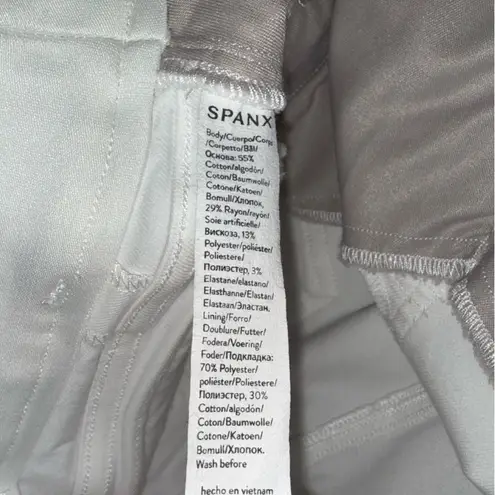 SPANX
Body/Cuerpo/Corps
/Corpetto/Bål/
Основа: 55%
Cotton/algodón/
Coton/Baumwolle/
Cotone/Katoen/
Bomull/Хлопок,
29% Rayon/rayón/
Soie artificielle/
Вискоза, 13%
Polyester/poliéster/
Poliestere/
Полиэстер, 3%
Elastane/elastano/
Elasthanne/Elastan/
Elastaan/Эластан.
Lining/Forro/
Doublure/Futter/
Fodera/Voering/
Foder/Подкладка:
70% Polyester/
poliéster/Poliestere/
Полиэстер, 30%
Cotton/algodón/
Coton/Baumwolle/
Cotone/Katoen/
Bomull/Хлопок.
Wash before
hecho en vietnam